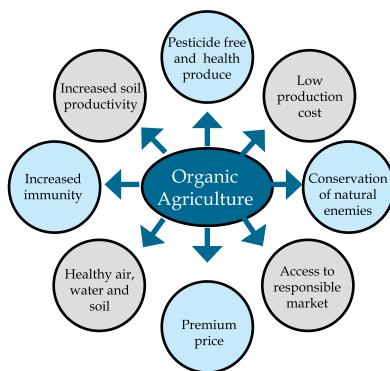 Pesticide free
and health
produce
Increased soil
productivity
Low
production
cost
Increased
immunity
Organic
Agriculture
Conservation
of natural
enemies
Healthy air,
water and
soil
Access to
responsible
market
Premium
price